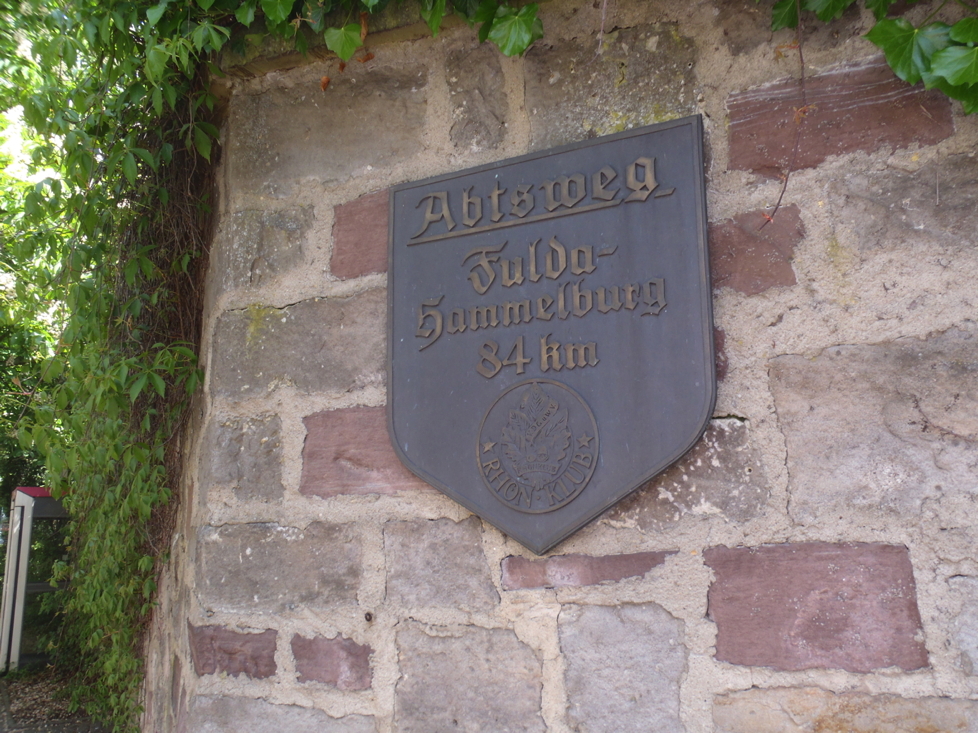 Abtsweg
Fulda-
Hammelburg
84 km
RHÖN-KLUB